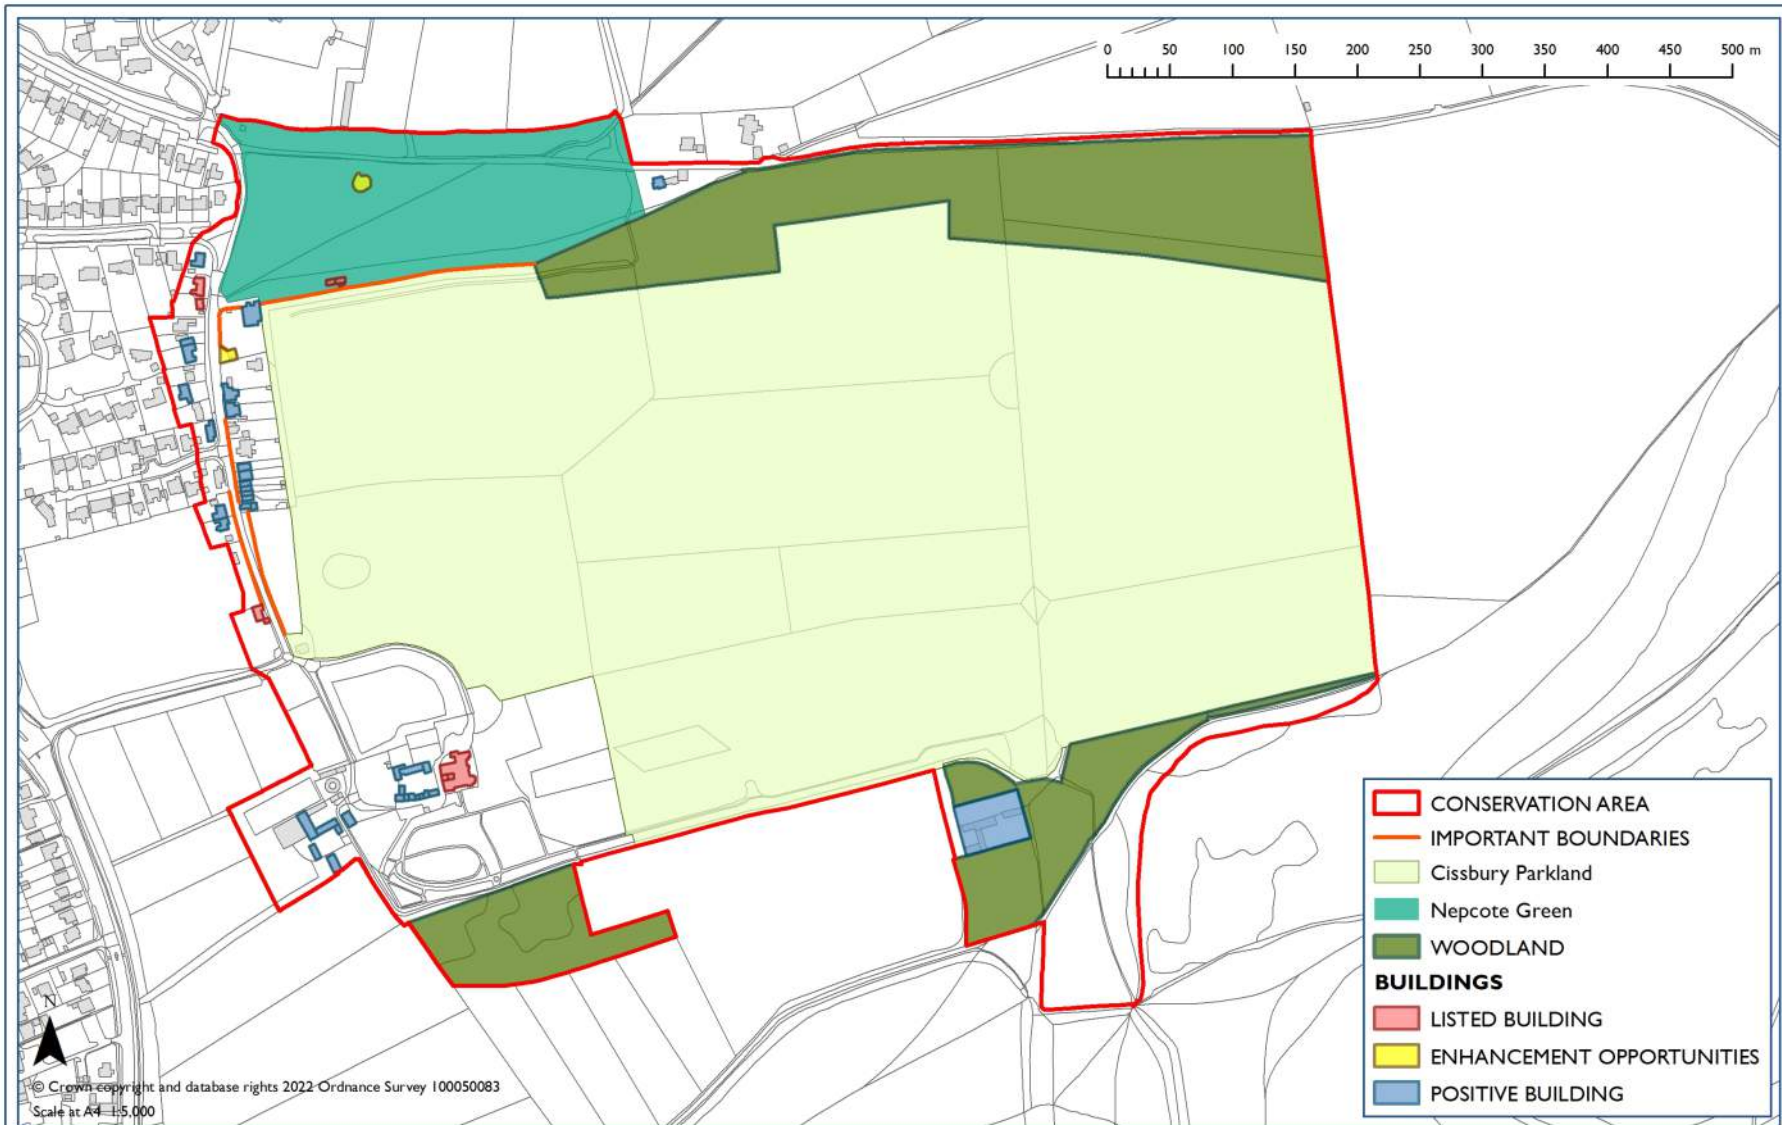 0 50 100 150 200 250 300 350 400 450 500 m
CONSERVATION AREA
IMPORTANT BOUNDARIES
Cissbury Parkland
Nepcote Green
WOODLAND
BUILDINGS
LISTED BUILDING
ENHANCEMENT OPPORTUNITIES
POSITIVE BUILDING
N
© Crown copyright and database rights 2022 Ordnance Survey 100050083
Scale at A4 1:5,000